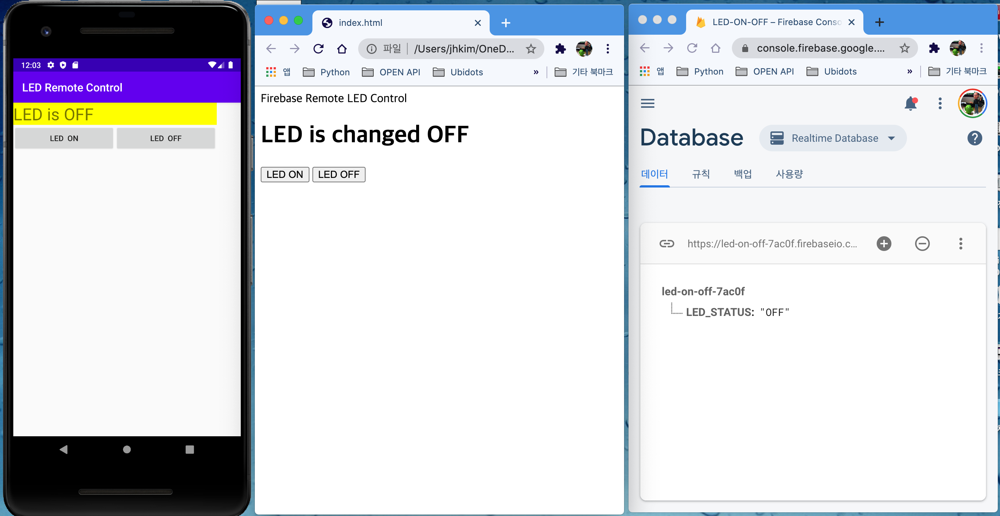 12:03
LED Remote Control
LED is OFF
LED ON
LED OFF
index.html
파일
/Users/jhkim/OneD...
앱
Python
OPEN API
Ubidots
»
기타 북마크
Firebase Remote LED Control
LED is changed OFF
LED ON
LED OFF
LED-ON-OFF – Firebase Conso
console.firebase.google....
앱
Python
OPEN API
Ubidots
»
기타 북마크
Database
Realtime Database
데이터
규칙
백업
사용량
https://led-on-off-7ac0f.firebaseio.c...
led-on-off-7ac0f
LED_STATUS: "OFF"